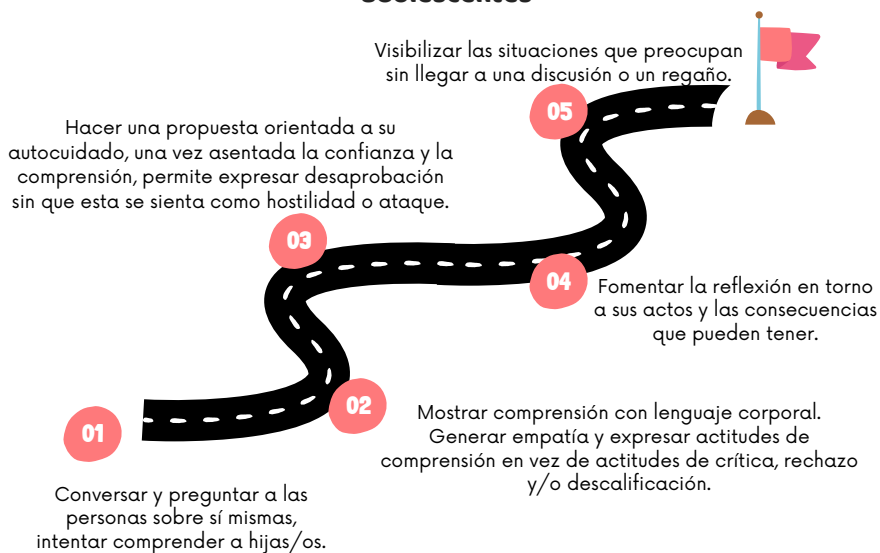 Visibilizar las situaciones que preocupan
sin llegar a una discusión o un regaño.
05
Hacer una propuesta orientada a su
autocuidado, una vez asentada la confianza y la
comprensión, permite expresar desaprobación
sin que esta se sienta como hostilidad o ataque.
03
04
Fomentar la reflexión en torno
a sus actos y las consecuencias
que pueden tener.
02
01
Mostrar comprensión con lenguaje corporal.
Generar empatía y expresar actitudes de
comprensión en vez de actitudes de crítica, rechazo
y/o descalificación.
Conversar y preguntar a las
personas sobre sí mismas,
intentar comprender a hijas/os.